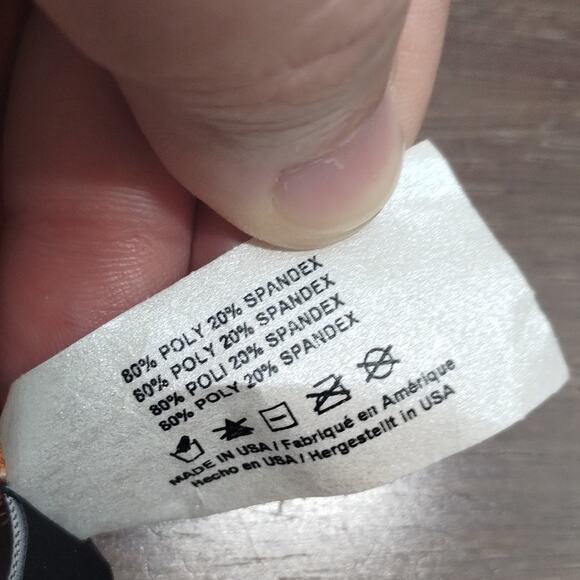 80% POLY 20% SPANDEX
80% POLY 20% SPANDEX
80% POLI 20% SPANDEX
80% POLY 20% SPANDEX
MADE IN USA / Fabriqué en Amérique
Hecho en USA / Hergestellt in USA